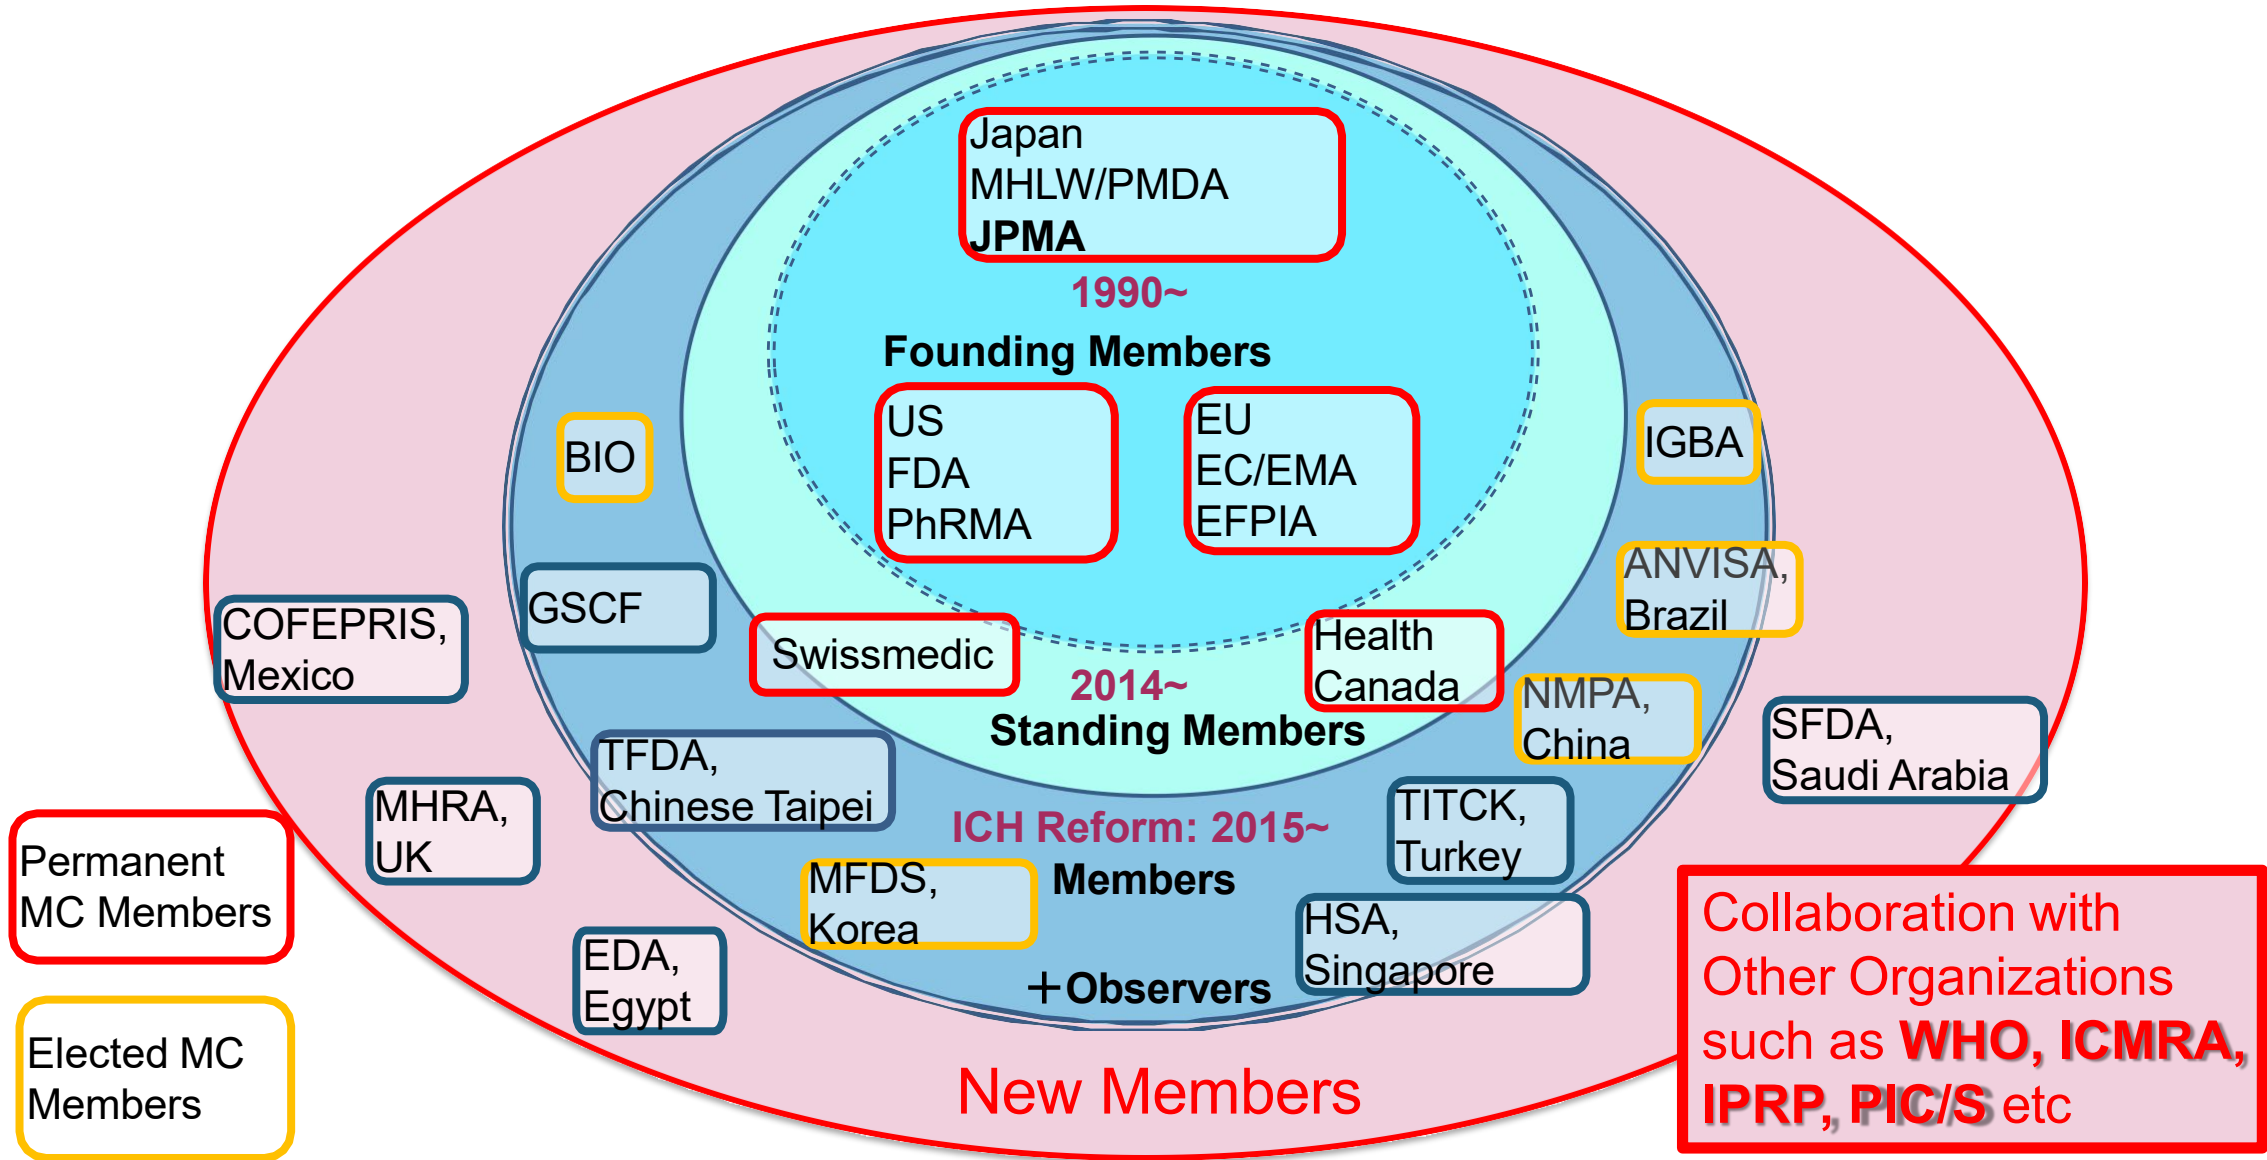 Japan
MHLW/PMDA
JPMA
1990~
Founding Members
US
FDA
PhRMA
EU
EC/EMA
EFPIA
BIO
IGBA
GSCF
ANVISA,
Brazil
COFEPRIS,
Mexico
Swissmedic
Health
Canada
2014~
Standing Members
NMPA,
China
SFDA,
Saudi Arabia
TFDA,
Chinese Taipei
MHRA,
UK
ICH Reform: 2015~
Members
TITCK,
Turkey
MFDS,
Korea
HSA,
Singapore
EDA,
Egypt
+Observers
New Members
Permanent
MC Members
Elected MC
Members
Collaboration with
Other Organizations
such as WHO, ICMRA,
IPRP, PIC/S etc